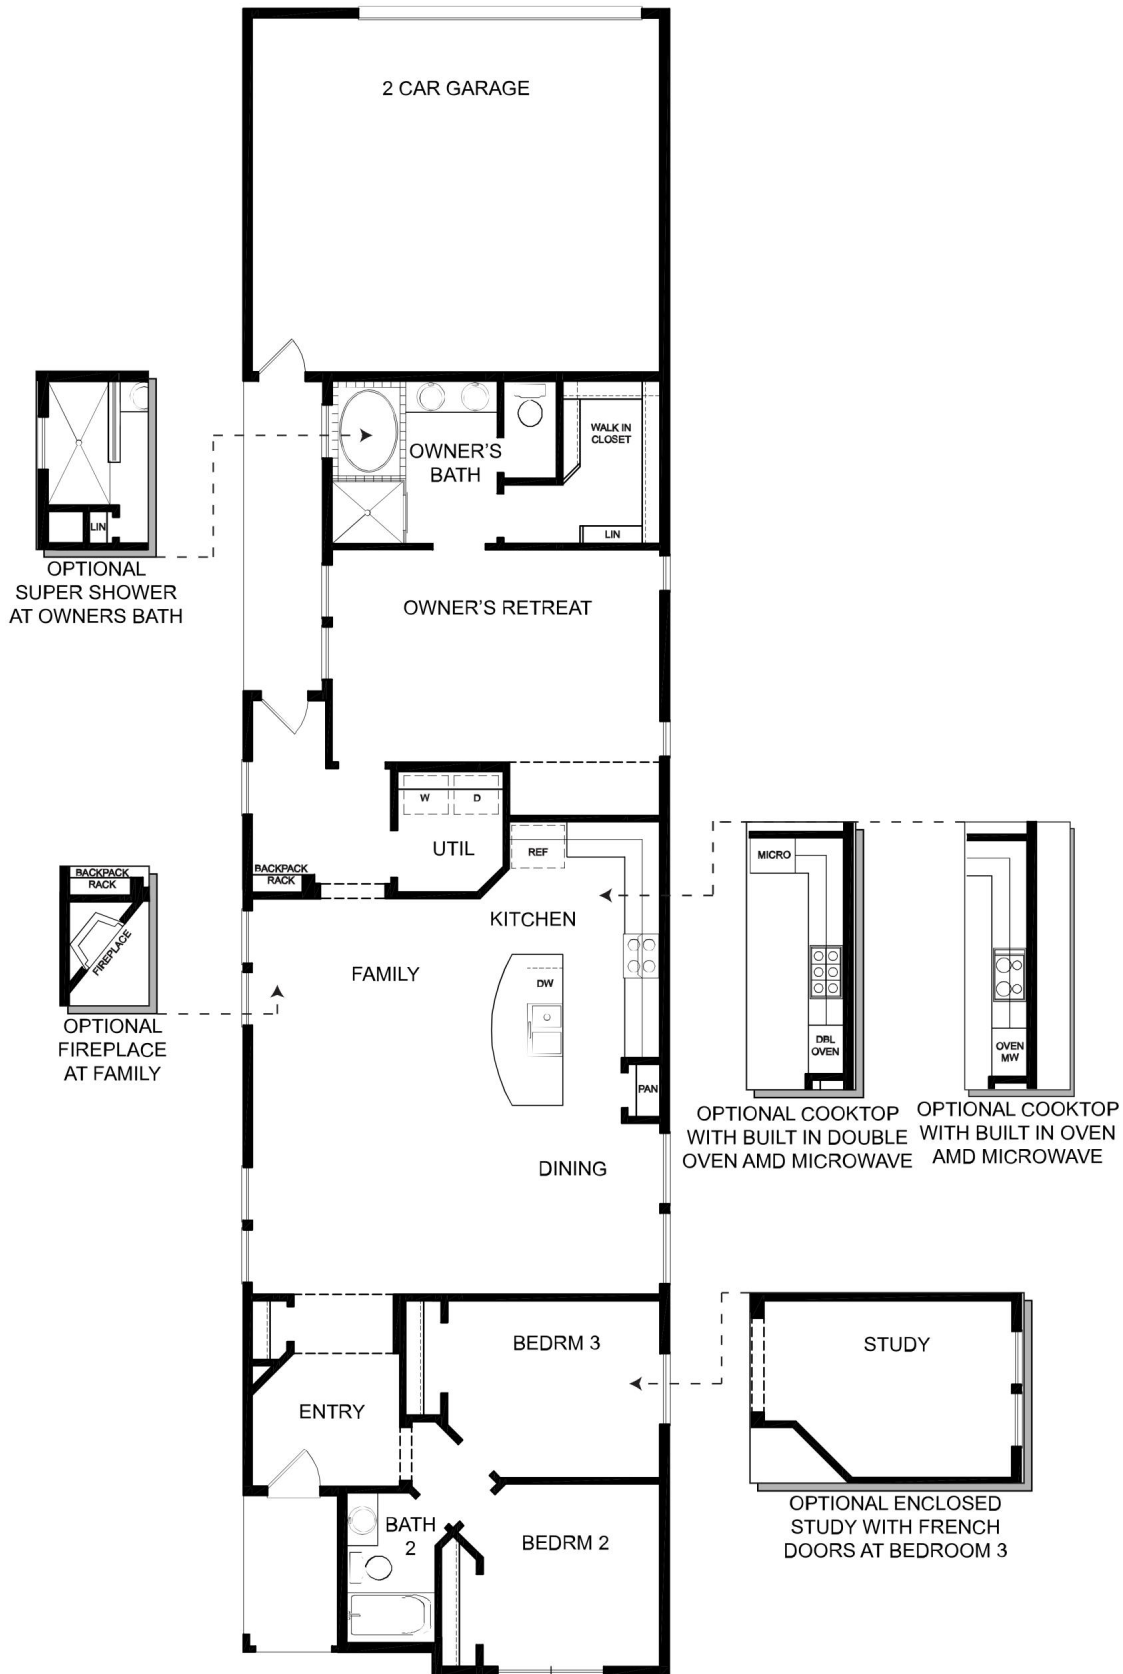 2 CAR GARAGE
WALK IN
CLOSET
OWNER'S
BATH
LIN
LIN
OPTIONAL
SUPER SHOWER
AT OWNERS BATH
OWNER'S RETREAT
W
D
UTIL
REF
BACKPACK
RACK
KITCHEN
FAMILY
DW
PAN
DINING
BACKPACK
RACK
FIREPLACE
OPTIONAL
FIREPLACE
AT FAMILY
MICRO
DBL
OVEN
OPTIONAL COOKTOP
WITH BUILT IN DOUBLE
OVEN AMD MICROWAVE
OVEN
MW
OPTIONAL COOKTOP
WITH BUILT IN OVEN
AMD MICROWAVE
BEDRM 3
ENTRY
STUDY
OPTIONAL ENCLOSED
STUDY WITH FRENCH
DOORS AT BEDROOM 3
BATH
2
BEDRM 2